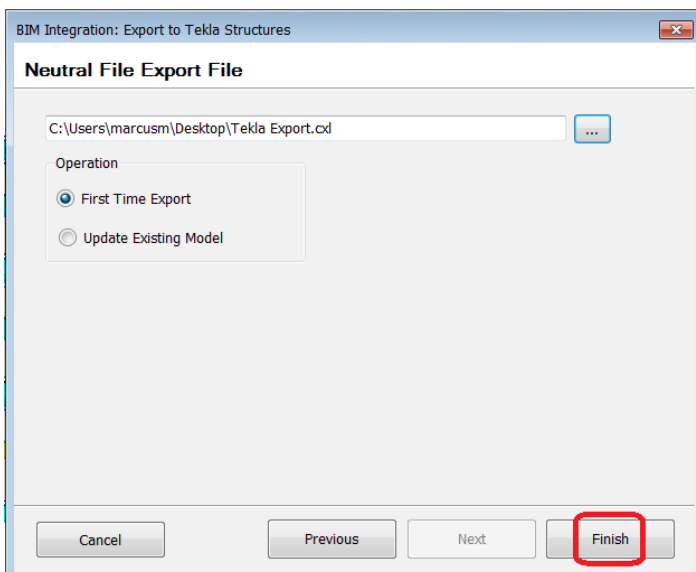 BIM Integration: Export to Tekla Structures
Neutral File Export File
C:\Users\marcusm\Desktop\Tekla Export.cxl
...
Operation
First Time Export
Update Existing Model
Cancel Previous Next Finish